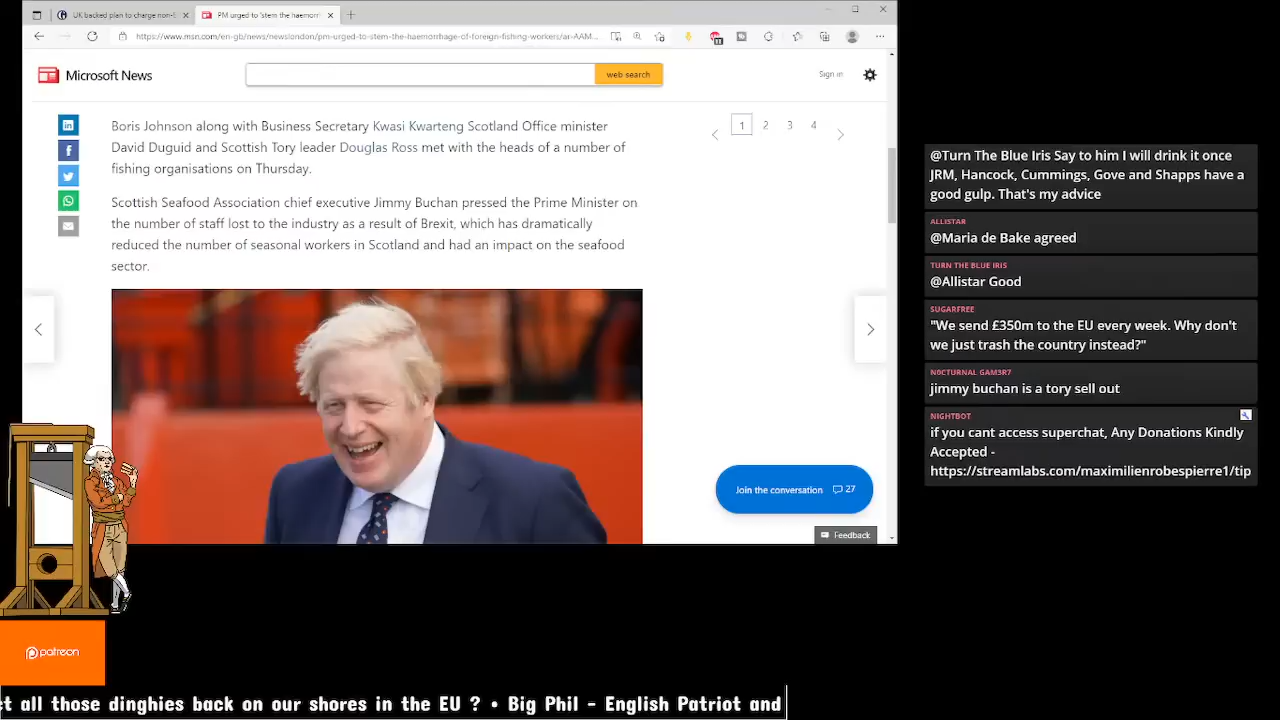 UK backed plan to charge non-
PM urged to 'stem the haemorr
https://www.msn.com/en-gb/news/newslondon/pm-urged-to-stem-the-haemorrhage-of-foreign-fishing-workers/ar-AAM...
Microsoft News
web search
Sign in
Boris Johnson along with Business Secretary Kwasi Kwarteng Scotland Office minister
David Duguid and Scottish Tory leader Douglas Ross met with the heads of a number of
fishing organisations on Thursday.
Scottish Seafood Association chief executive Jimmy Buchan pressed the Prime Minister on
the number of staff lost to the industry as a result of Brexit, which has dramatically
reduced the number of seasonal workers in Scotland and had an impact on the seafood
sector.
1 2 3 4
Join the conversation 27
Feedback
@Turn The Blue Iris Say to him I will drink it once
JRM, Hancock, Cummings, Gove and Shapps have a
good gulp. That's my advice
ALLISTAR
@Maria de Bake agreed
TURN THE BLUE IRIS
@Allistar Good
SUGARFREE
"We send £350m to the EU every week. Why don't
we just trash the country instead?"
N0CTURNAL GAM3R7
jimmy buchan is a tory sell out
NIGHTBOT
if you cant access superchat, Any Donations Kindly
Accepted -
https://streamlabs.com/maximilienrobespierre1/tip
patreon
ct all those dinghies back on our shores in the EU ? • Big Phil - English Patriot and